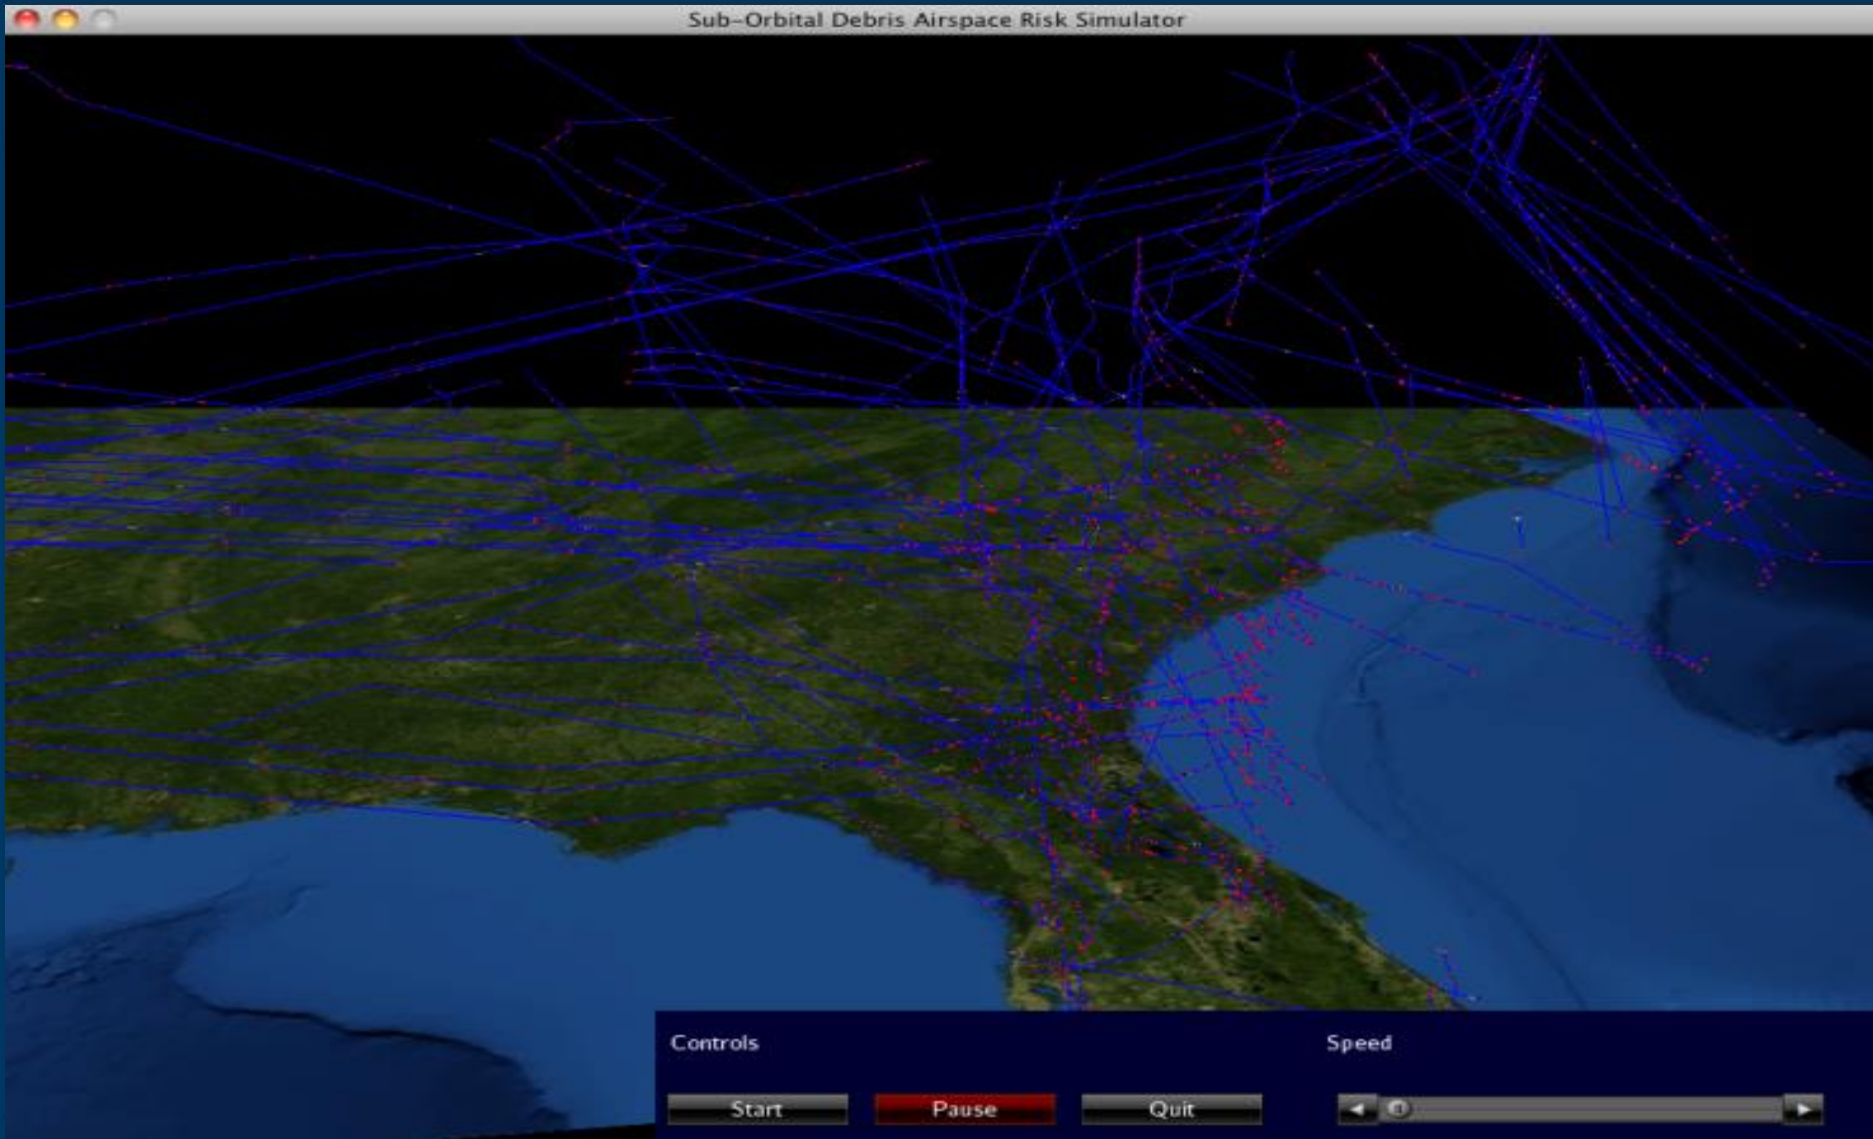 Sub-Orbital Debris Airspace Risk Simulator
Controls
Speed
Start
Pause
Quit